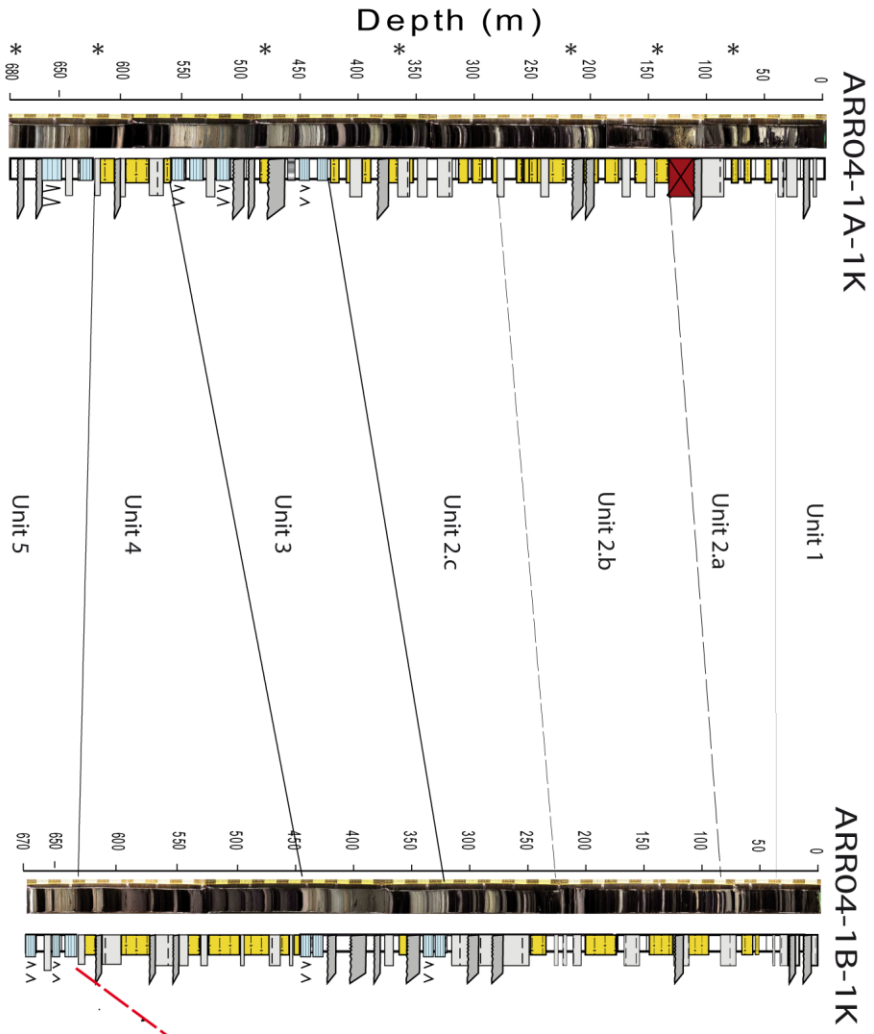 Depth (m)
* * * * * * *
680 650 600 550 500 450 400 350 300 250 200 150 100 50 0
ARR04-1A-1K
Unit 5
Unit 4
Unit 3
Unit 2.c
Unit 2.b
Unit 2.a
Unit 1
670 650 600 550 500 450 400 350 300 250 200 150 100 50 0
ARR04-1B-1K